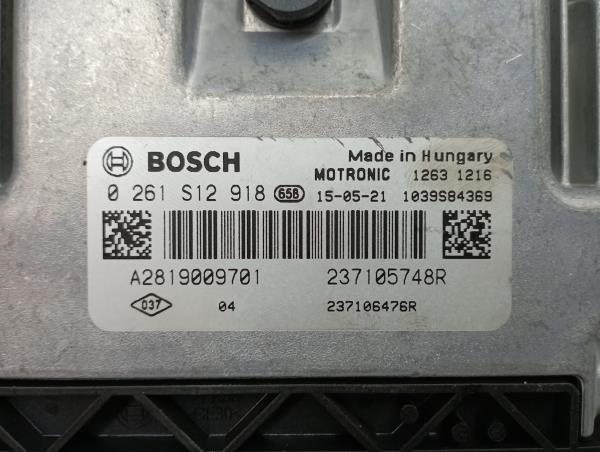 BOSCH
Made in Hungary
MOTRONIC 1263 1216
0 261 S12 918 658 15-05-21 1039S84369
A2819009701 237105748R
037 04 237106476R